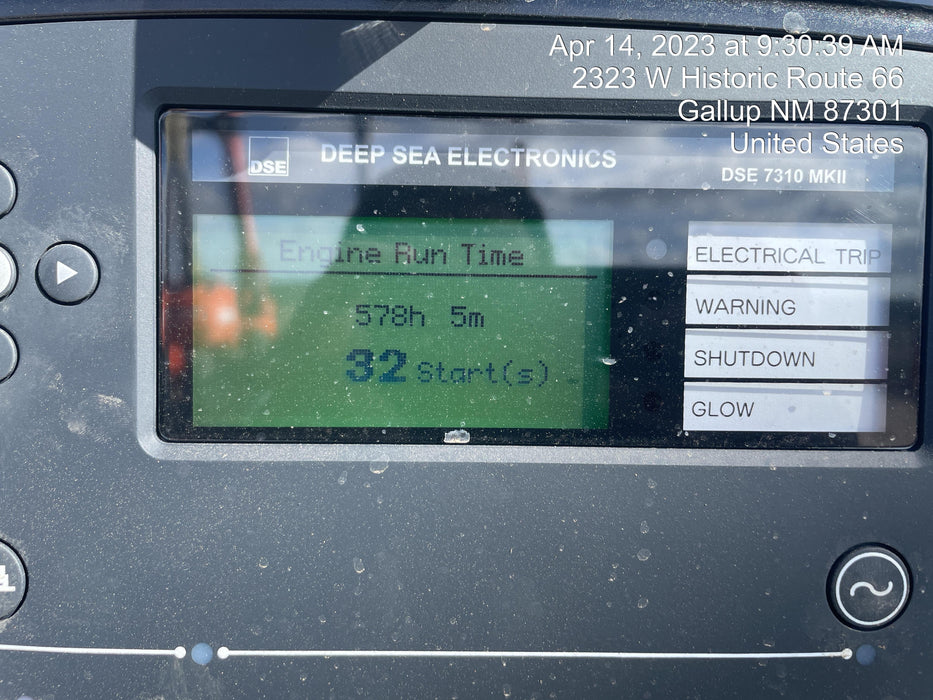 Apr 14, 2023 at 9:30:39 AM
2323 W Historic Route 66
Gallup NM 87301
United States
DSE
DEEP SEA ELECTRONICS
DSE 7310 MKII
Engine Run Time
578h 5m
32 Start(s)
ELECTRICAL TRIP
WARNING
SHUTDOWN
GLOW